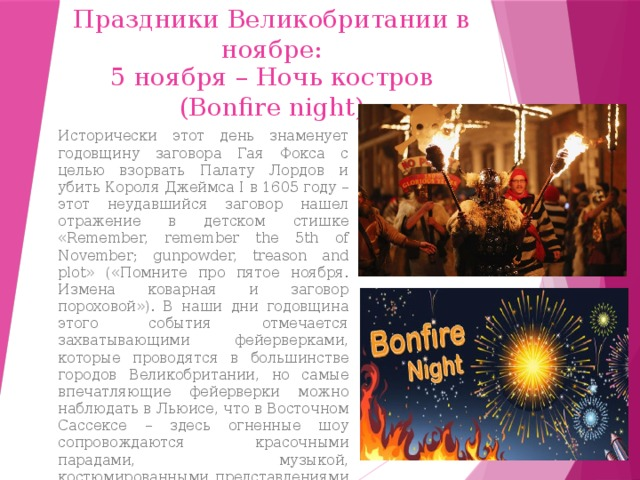 Праздники Великобритании в
ноябре:
5 ноября – Ночь костров
(Bonfire night)
Исторически этот день знаменует
годовщину заговора Гая Фокса с
целью взорвать Палату Лордов и
убить Короля Джеймса I в 1605 году –
этот неудавшийся заговор нашел
отражение в детском стишке
«Remember, remember the 5th of
November; gunpowder, treason and
plot» («Помните про пятое ноября.
Измена коварная и заговор
пороховой»). В наши дни годовщина
этого события отмечается
захватывающими фейерверками,
которые проводятся в большинстве
городов Великобритании, но самые
впечатляющие фейерверки можно
наблюдать в Льюисе, что в Восточном
Сассексе – здесь огненные шоу
сопровождаются красочными
парадами, музыкой,
костюмированными представлениями
Bonfire
Night